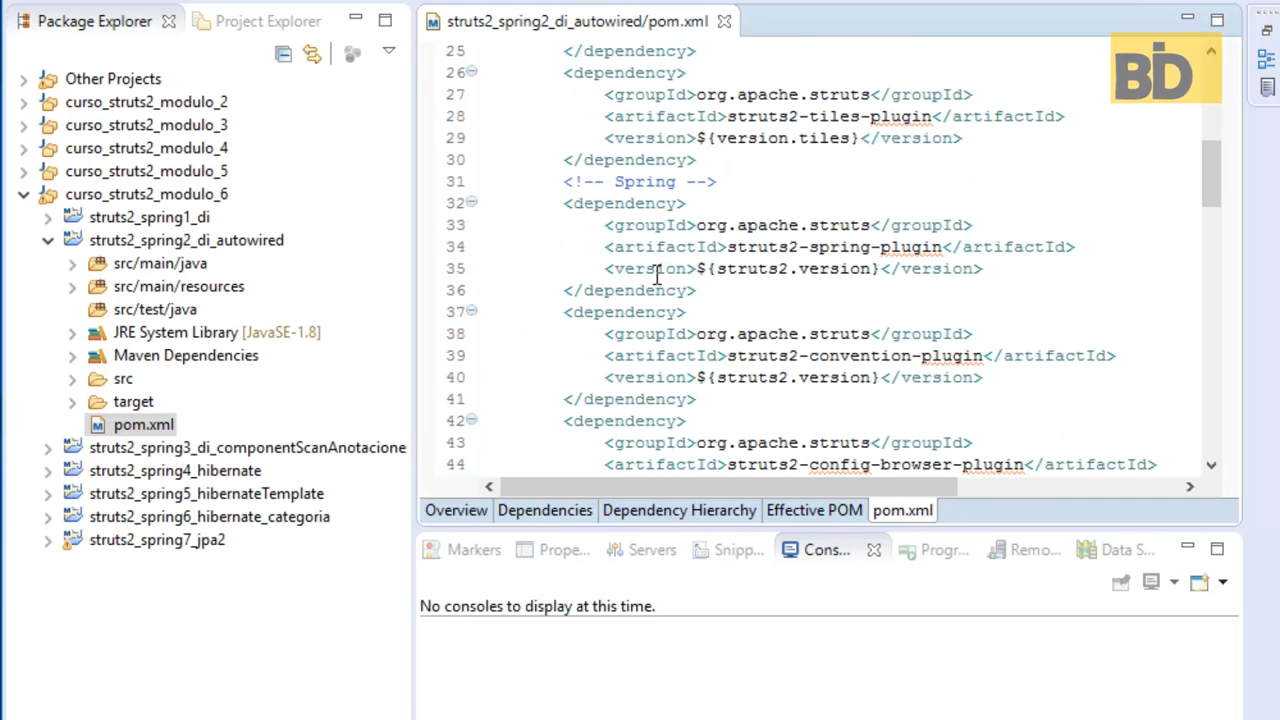 Package Explorer
Project Explorer
Other Projects
curso_struts2_modulo_2
curso_struts2_modulo_3
curso_struts2_modulo_4
curso_struts2_modulo_5
curso_struts2_modulo_6
struts2_spring1_di
struts2_spring2_di_autowired
src/main/java
src/main/resources
src/test/java
JRE System Library [JavaSE-1.8]
Maven Dependencies
src
target
pom.xml
struts2_spring3_di_componentScanAnotacione
struts2_spring4_hibernate
struts2_spring5_hibernateTemplate
struts2_spring6_hibernate_categoria
struts2_spring7_jpa2
struts2_spring2_di_autowired/pom.xml
BiD
25 </dependency>
26 <dependency>
27 <groupId>org.apache.struts</groupId>
28 <artifactId>struts2-tiles-plugin</artifactId>
29 <version>${version.tiles}</version>
30 </dependency>
31 <!-- Spring -->
32 <dependency>
33 <groupId>org.apache.struts</groupId>
34 <artifactId>struts2-spring-plugin</artifactId>
35 <version>${struts2.version}</version>
36 </dependency>
37 <dependency>
38 <groupId>org.apache.struts</groupId>
39 <artifactId>struts2-convention-plugin</artifactId>
40 <version>${struts2.version}</version>
41 </dependency>
42 <dependency>
43 <groupId>org.apache.struts</groupId>
44 <artifactId>struts2-config-browser-plugin</artifactId>
Overview Dependencies Dependency Hierarchy Effective POM pom.xml
Markers Prope... Servers Snipp... Cons... Progr... Remo... Data S...
No consoles to display at this time.